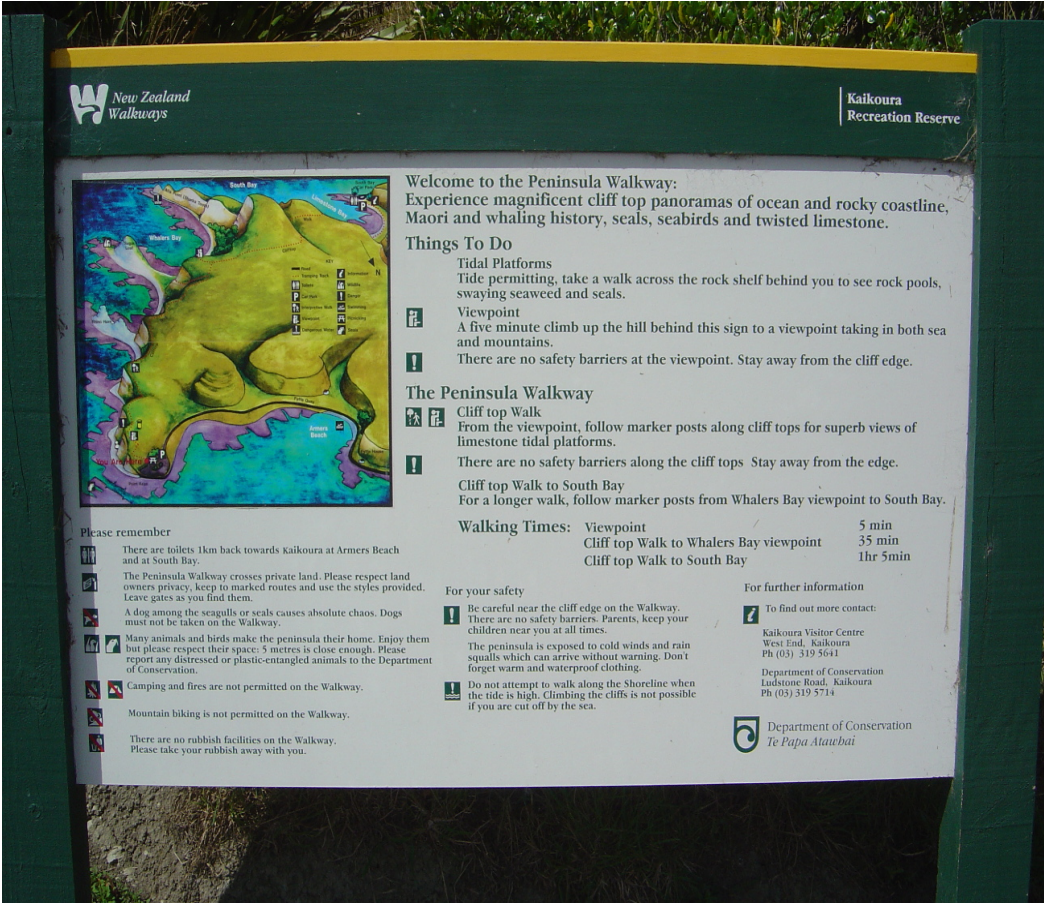 New Zealand
Walkways
Kaikoura
Recreation Reserve
South Bay
Limestone Bay
Whalers Bay
KEY
N
Armers
Beach
Welcome to the Peninsula Walkway:
Experience magnificent cliff top panoramas of ocean and rocky coastline,
Maori and whaling history, seals, seabirds and twisted limestone.
Things To Do
Tidal Platforms
Tide permitting, take a walk across the rock shelf behind you to see rock pools,
swaying seaweed and seals.
Viewpoint
A five minute climb up the hill behind this sign to a viewpoint taking in both sea
and mountains.
There are no safety barriers at the viewpoint. Stay away from the cliff edge.
The Peninsula Walkway
Cliff top Walk
From the viewpoint, follow marker posts along cliff tops for superb views of
limestone tidal platforms.
There are no safety barriers along the cliff tops Stay away from the edge.
Cliff top Walk to South Bay
For a longer walk, follow marker posts from Whalers Bay viewpoint to South Bay.
Walking Times: Viewpoint 5 min
Cliff top Walk to Whalers Bay viewpoint 35 min
Cliff top Walk to South Bay 1hr 5min
Please remember
There are toilets 1km back towards Kaikoura at Armers Beach
and at South Bay.
The Peninsula Walkway crosses private land. Please respect land
owners privacy, keep to marked routes and use the styles provided.
Leave gates as you find them.
A dog among the seagulls or seals causes absolute chaos. Dogs
must not be taken on the Walkway.
Many animals and birds make the peninsula their home. Enjoy them
but please respect their space: 5 metres is close enough. Please
report any distressed or plastic-entangled animals to the Department
of Conservation.
Camping and fires are not permitted on the Walkway.
Mountain biking is not permitted on the Walkway.
There are no rubbish facilities on the Walkway.
Please take your rubbish away with you.
For your safety
Be careful near the cliff edge on the Walkway.
There are no safety barriers. Parents, keep your
children near you at all times.
The peninsula is exposed to cold winds and rain
squalls which can arrive without warning. Don't
forget warm and waterproof clothing.
Do not attempt to walk along the Shoreline when
the tide is high. Climbing the cliffs is not possible
if you are cut off by the sea.
For further information
To find out more contact:
Kaikoura Visitor Centre
West End, Kaikoura
Ph (03) 319 5641
Department of Conservation
Ludstone Road, Kaikoura
Ph (03) 319 5714
Department of Conservation
Te Papa Atawhai